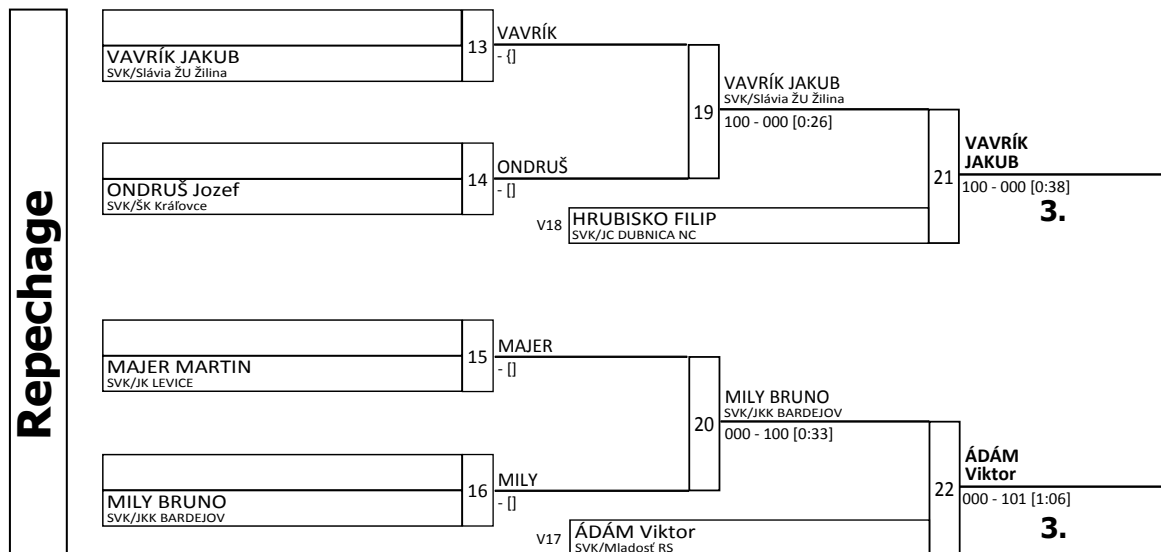 Repechage
VAVRÍK JAKUB
SVK/Slávia ŽU Žilina
13
VAVRÍK
- {]
ONDRUŠ Jozef
SVK/ŠK Kráľovce
14
ONDRUŠ
- []
19
VAVRÍK JAKUB
SVK/Slávia ŽU Žilina
100 - 000 [0:26]
V18
HRUBISKO FILIP
SVK/JC DUBNICA NC
21
VAVRÍK
JAKUB
100 - 000 [0:38]
3.
MAJER MARTIN
SVK/JK LEVICE
15
MAJER
- []
MILY BRUNO
SVK/JKK BARDEJOV
16
MILY
- []
20
MILY BRUNO
SVK/JKK BARDEJOV
000 - 100 [0:33]
V17
ÁDÁM Viktor
SVK/Mladosť RS
22
ÁDÁM
Viktor
000 - 101 [1:06]
3.